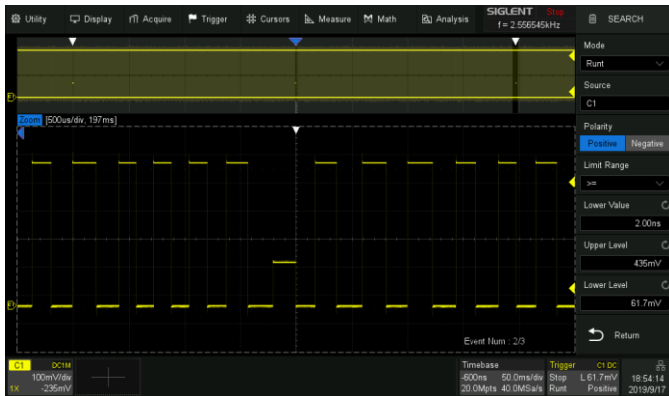 Utility Display Acquire Trigger Cursors Measure Math Analysis SIGLENT Stop
f = 2.556545kHz
SEARCH
Mode
Runt
Source
C1
Polarity
Positive Negative
Limit Range
>=
Lower Value
2.00ns
Upper Level
435mV
Lower Level
61.7mV
Return
Zoom [500us/div, 197ms]
Event Num : 2/3
C1 DC1M
100mV/div
1X -235mV
Timebase
-600ns 50.0ms/div
20.0Mpts 40.0MSa/s
Trigger C1 DC
Stop L 61.7mV
Runt Positive
18:54:14
2019/9/17